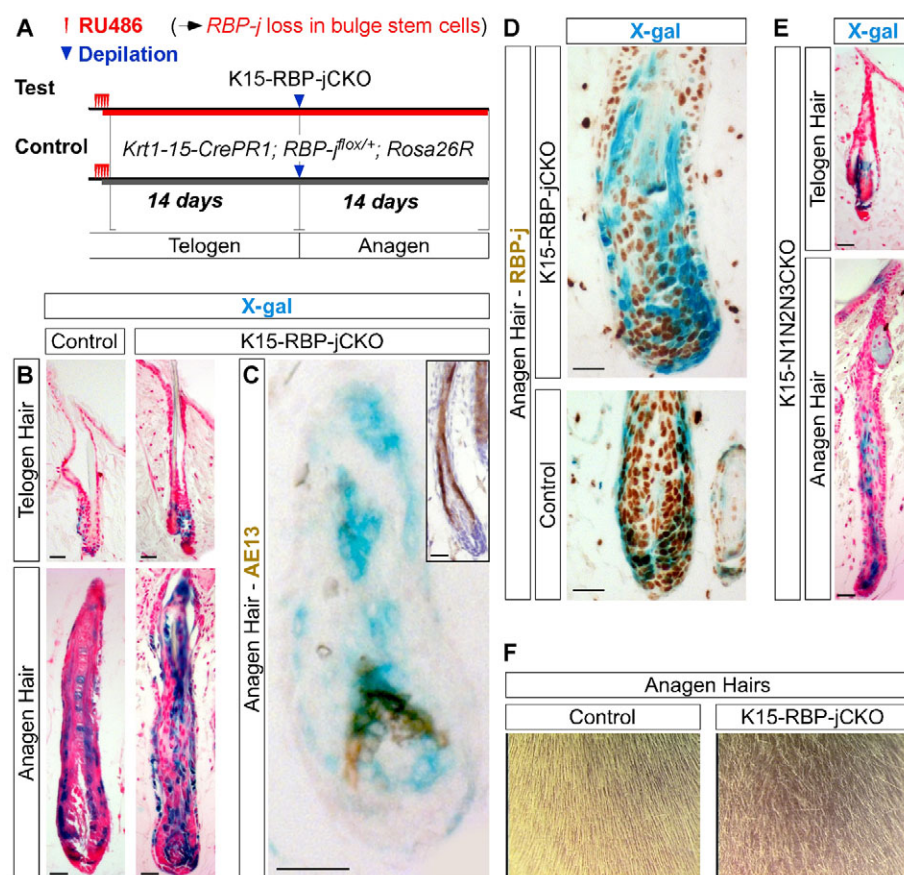 A
RU486 (→ RBP-j loss in bulge stem cells)
Depilation
Test
K15-RBP-jCKO
Control
Krt1-15-CrePR1; RBP-jflox/+; Rosa26R
14 days 14 days
Telogen Anagen
X-gal
Control K15-RBP-jCKO
B
Telogen Hair
Anagen Hair
C
Anagen Hair - AE13
D
X-gal
Anagen Hair - RBP-j
K15-RBP-jCKO
Control
E
X-gal
K15-N1N2N3CKO
Telogen Hair
Anagen Hair
F
Anagen Hairs
Control K15-RBP-jCKO